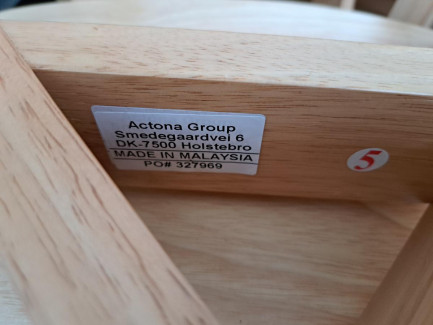 Actona Group
Smedegaardvej 6
DK-7500 Holstebro
MADE IN MALAYSIA
PO# 327969
5